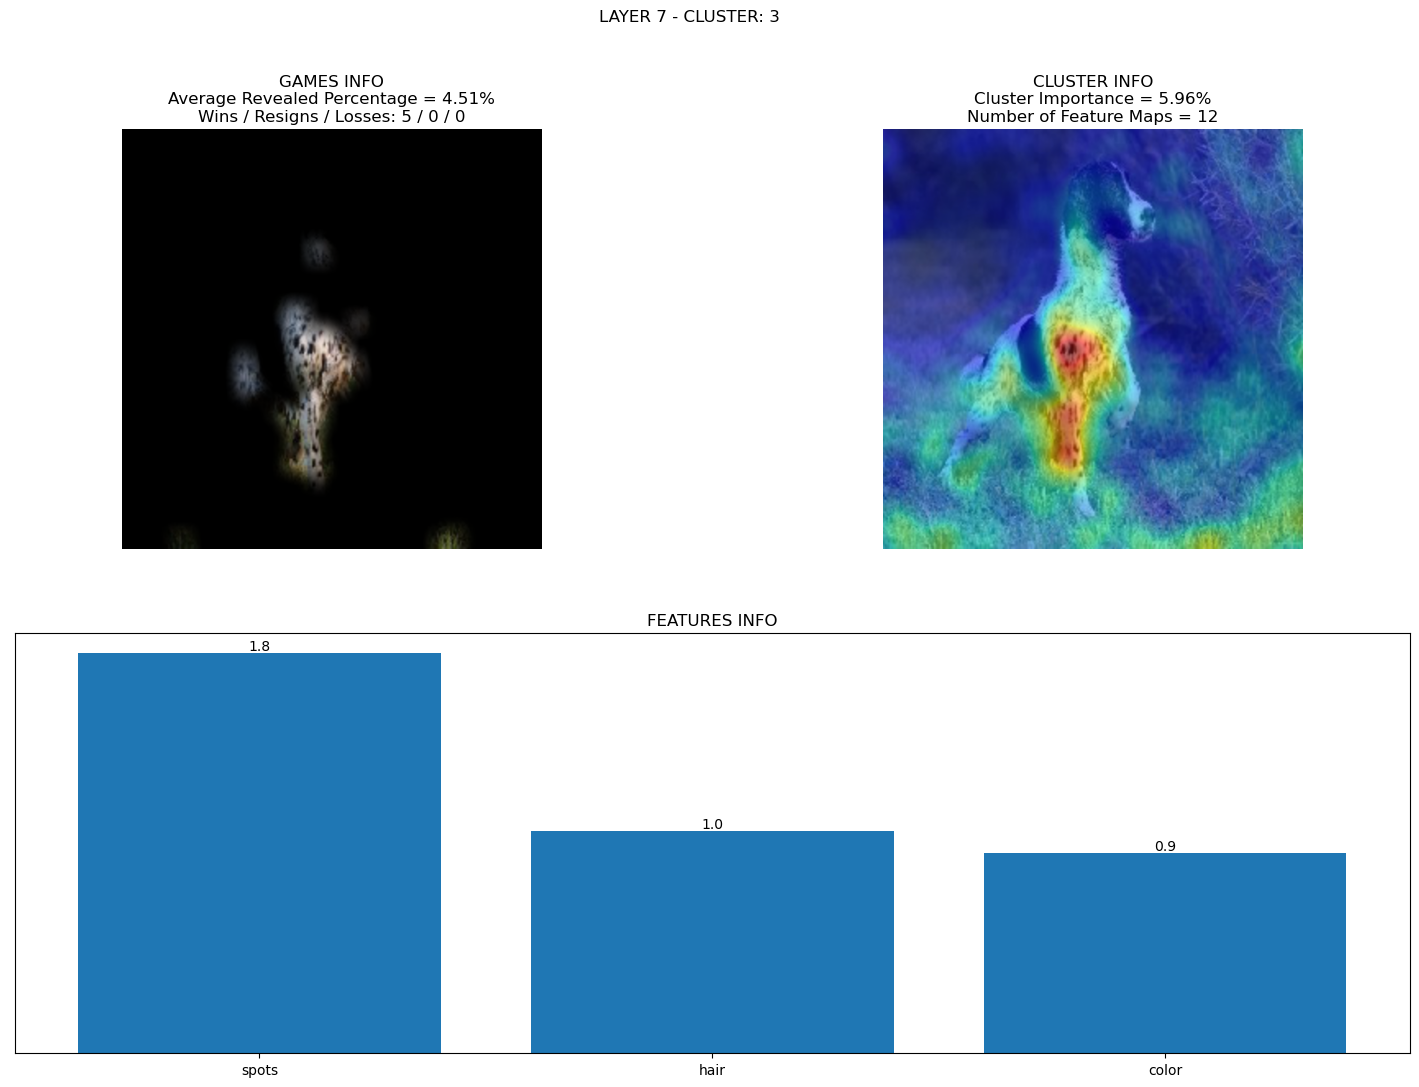 LAYER 7 - CLUSTER: 3
GAMES INFO
Average Revealed Percentage = 4.51%
Wins / Resigns / Losses: 5 / 0 / 0
CLUSTER INFO
Cluster Importance = 5.96%
Number of Feature Maps = 12
FEATURES INFO
1.8
1.0
0.9
spots
hair
color